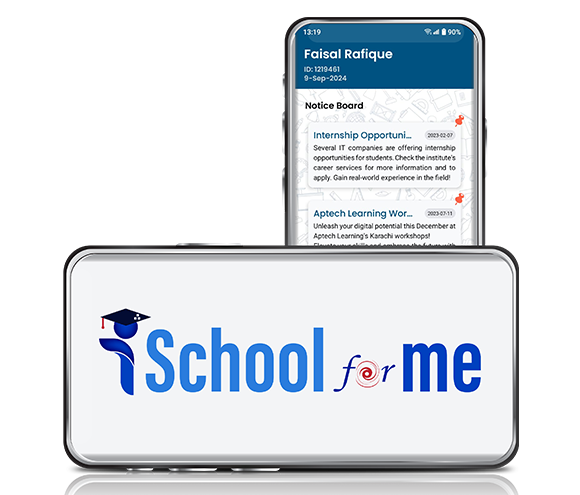 13:19
90%
Faisal Rafique
ID: 1219461
9-Sep-2024
Notice Board
Internship Opportuni...
2023-02-07
Several IT companies are offering internship
opportunities for students. Check the institute's
career services for more information and to
apply. Gain real-world experience in the field!
Aptech Learning Wor...
2023-07-11
Unleash your digital potential this December at
Aptech Learning's Karachi workshops!
iSchool for me